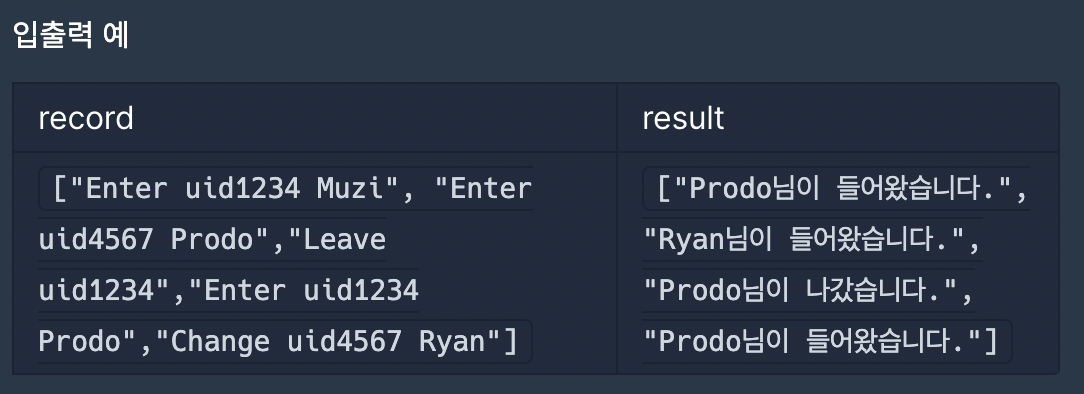 입출력 예
record
result
["Enter uid1234 Muzi", "Enter
uid4567 Prodo","Leave
uid1234","Enter uid1234
Prodo","Change uid4567 Ryan"]
["Prodo님이 들어왔습니다.",
"Ryan님이 들어왔습니다.",
"Prodo님이 나갔습니다.",
"Prodo님이 들어왔습니다."]